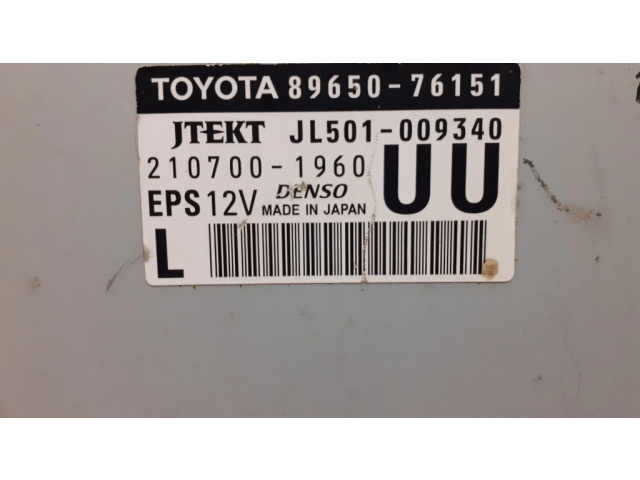 TOYOTA 89650-76151
JTEKT JL501-009340
210700-1960 UU
EPS 12V DENSO
MADE IN JAPAN
L